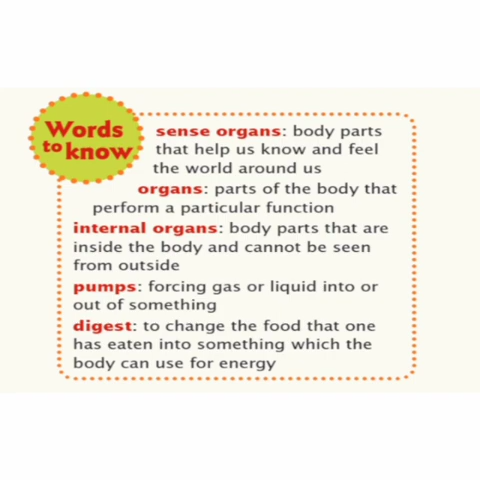 Words
to know
sense organs: body parts
that help us know and feel
the world around us
organs: parts of the body that
perform a particular function
internal organs: body parts that are
inside the body and cannot be seen
from outside
pumps: forcing gas or liquid into or
out of something
digest: to change the food that one
has eaten into something which the
body can use for energy